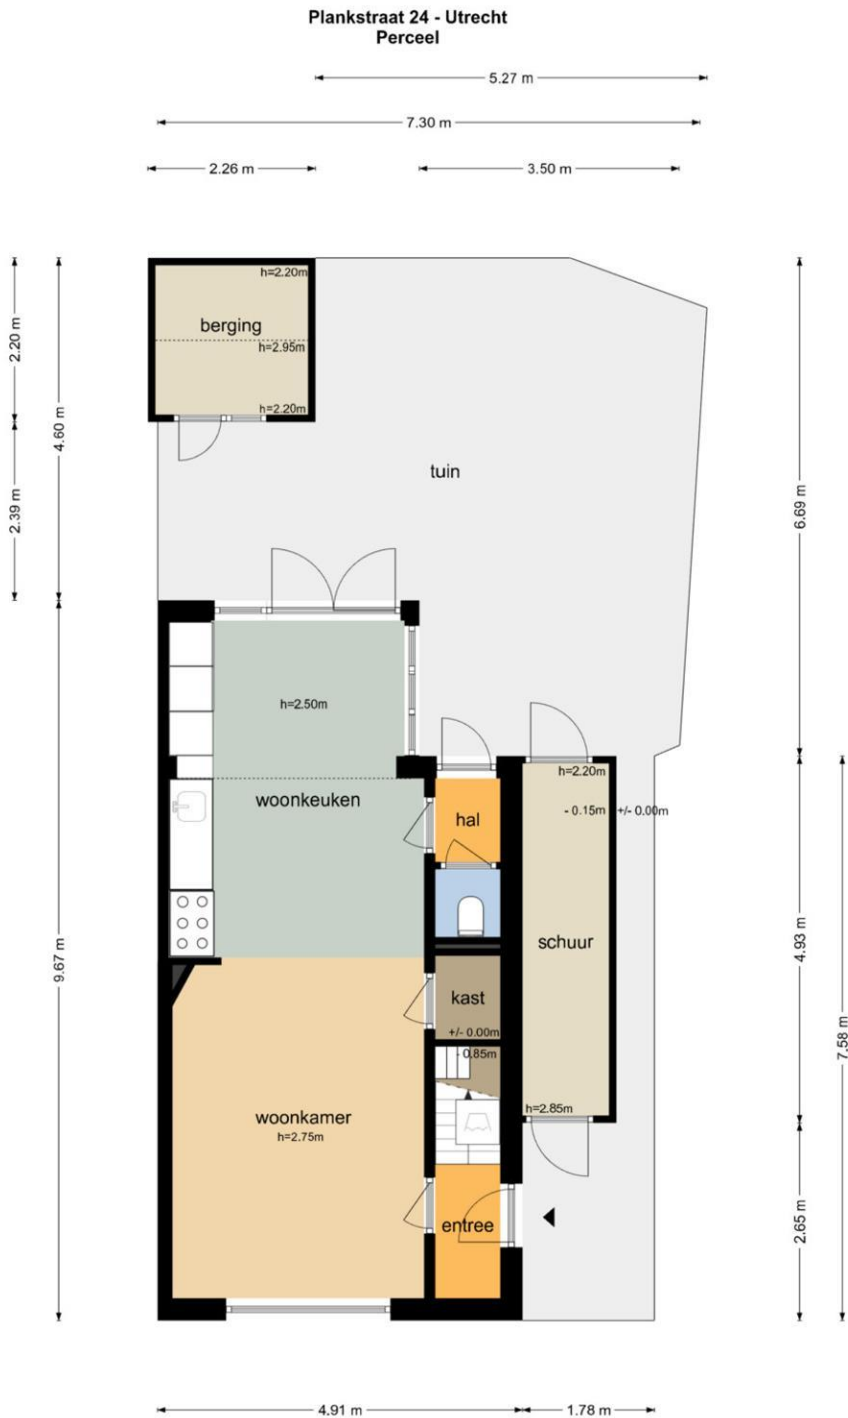 Plankstraat 24 - Utrecht
Perceel
5.27 m
7.30 m
2.26 m
3.50 m
h=2.20m
berging
h=2.95m
h=2.20m
2.20 m
4.60 m
2.39 m
tuin
6.69 m
h=2.50m
woonkeuken
hal
h=2.20m
- 0.15m
+/- 0.00m
schuur
9.67 m
4.93 m
kast
+/- 0.00m
- 0.85m
7.58 m
h=2.85m
woonkamer
h=2.75m
entree
2.65 m
4.91 m
1.78 m